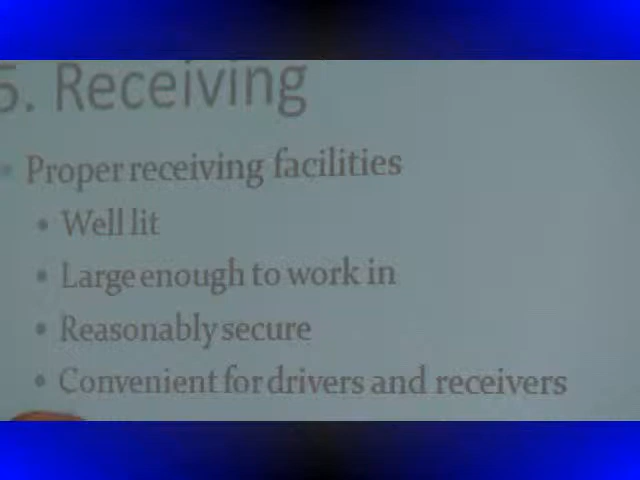 5. Receiving
• Proper receiving facilities
• Well lit
• Large enough to work in
• Reasonably secure
• Convenient for drivers and receivers